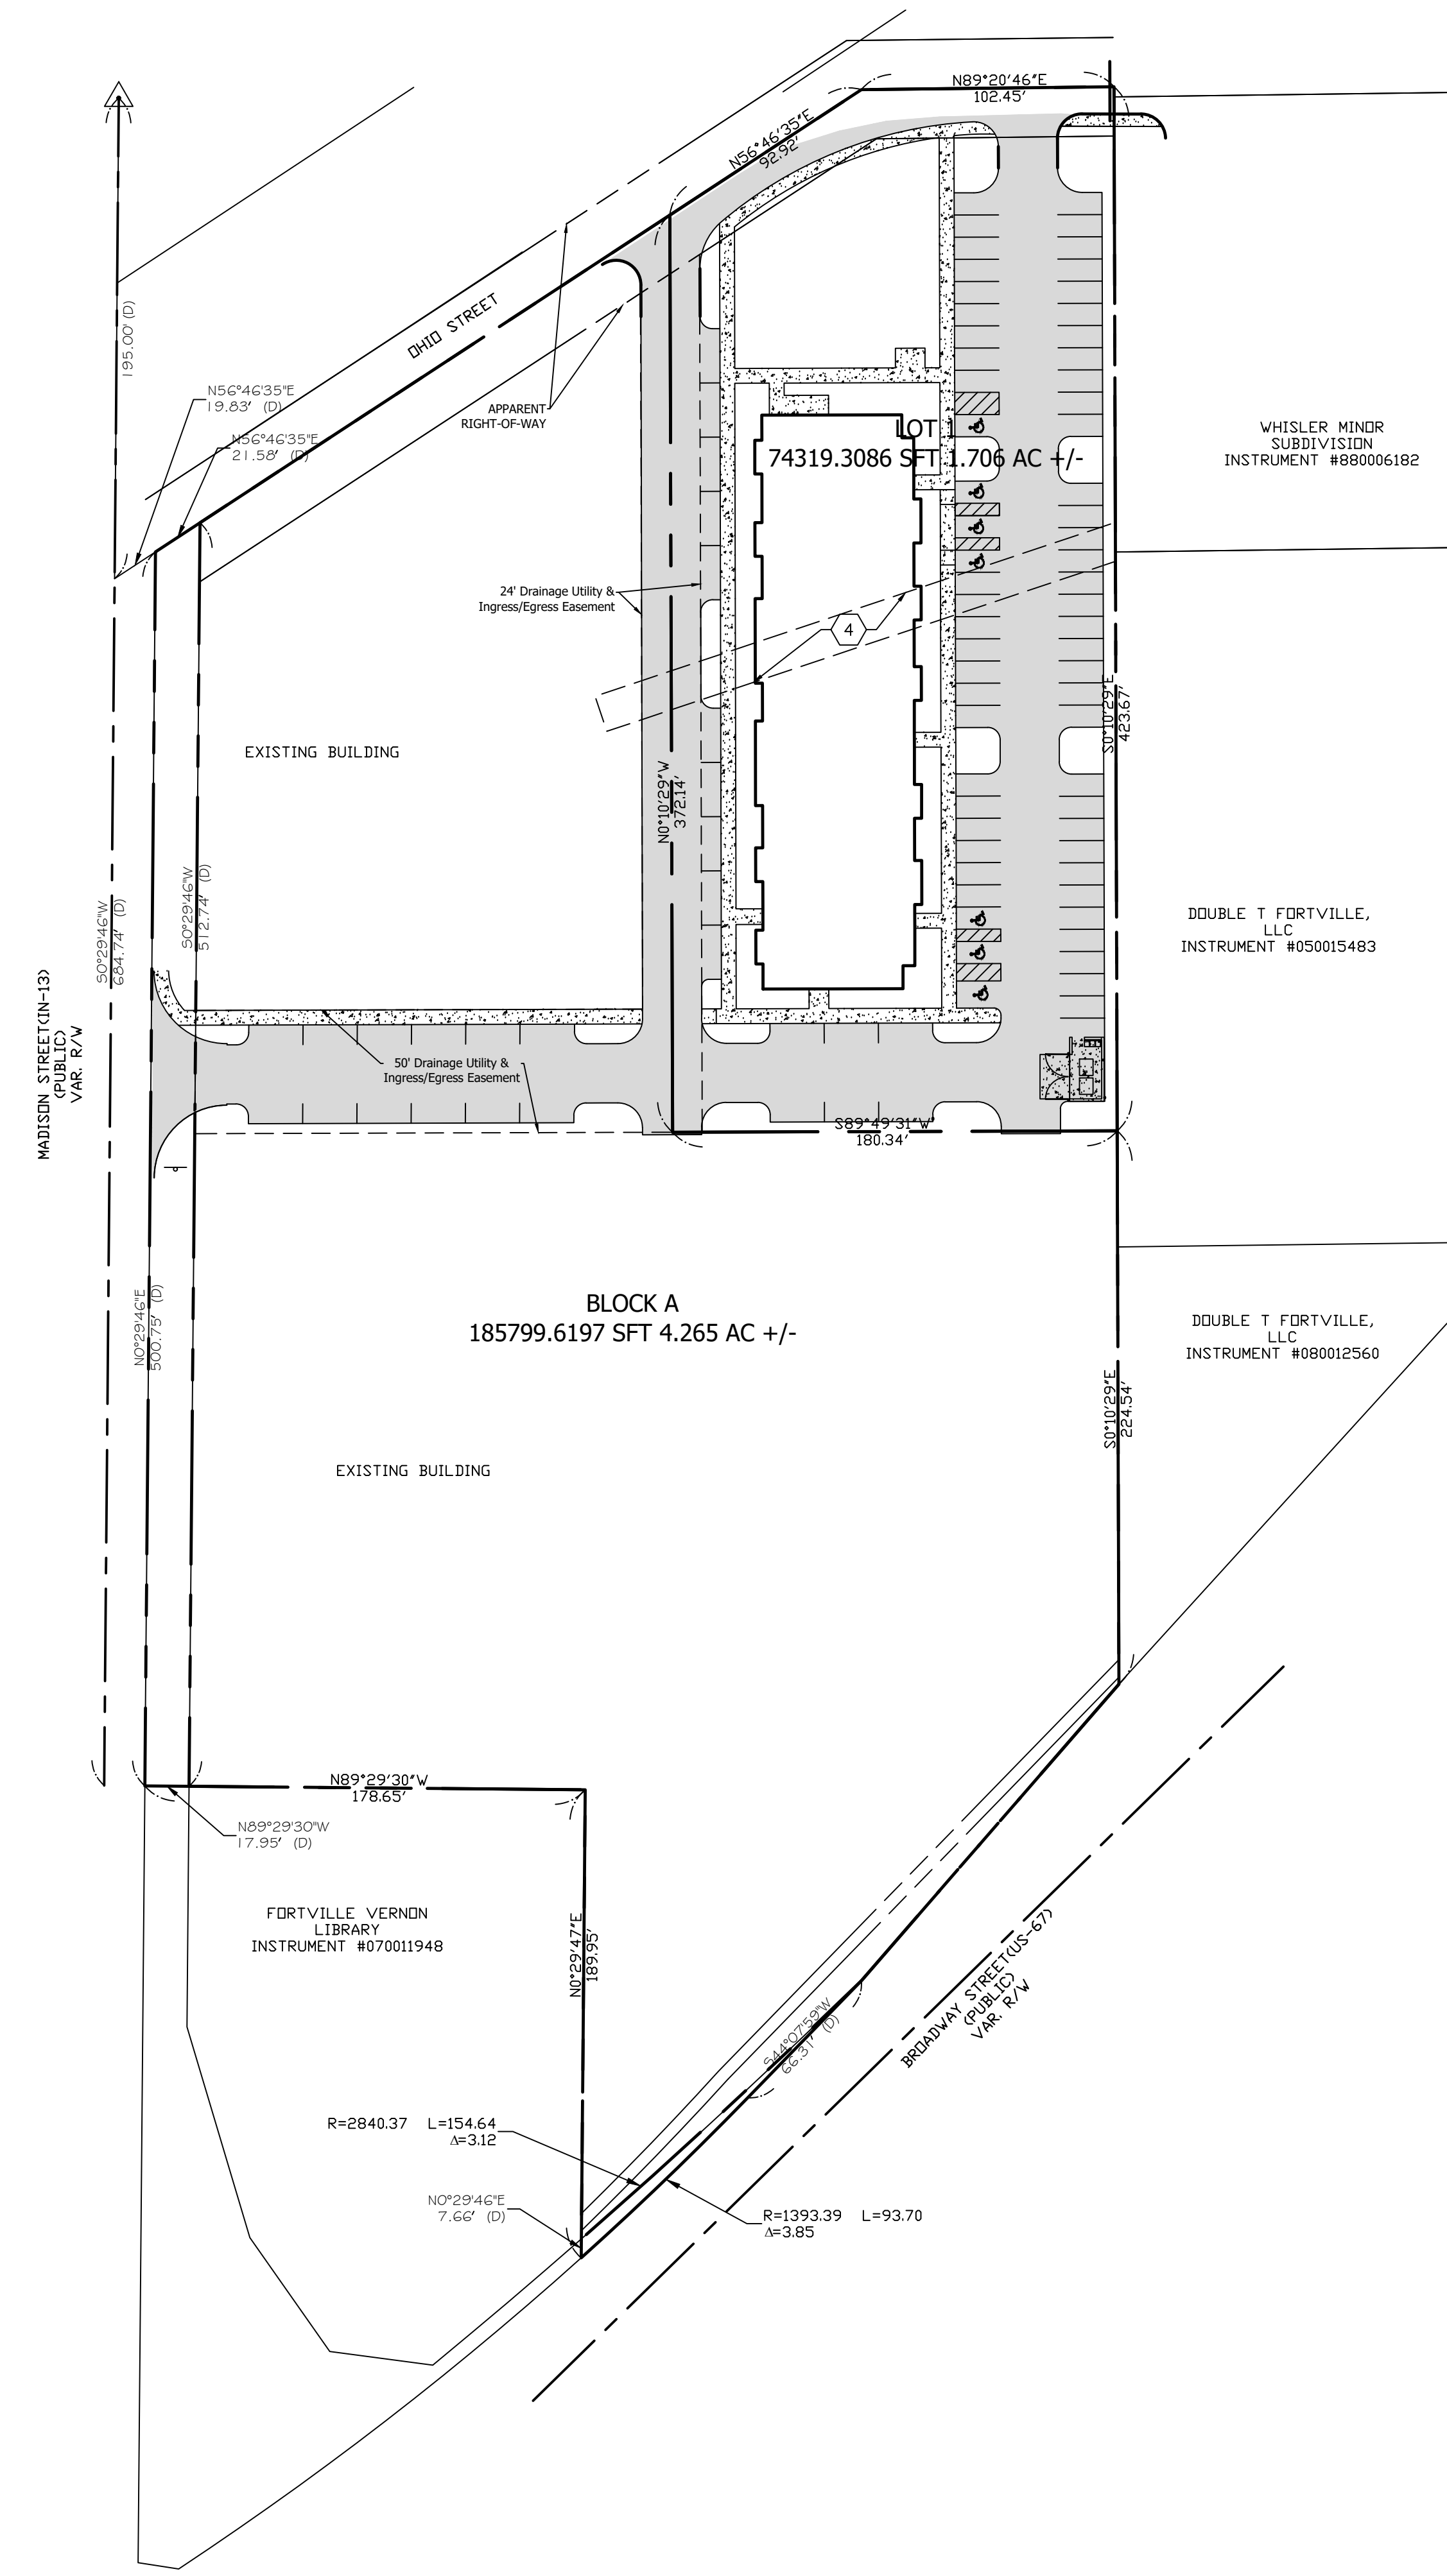 N89°20'46"E
102.45'
N56°46'35"E
92.92'
195.00' (D)
OHIO STREET
N56°46'35"E
19.83' (D)
N56°46'35"E
21.58' (D)
APPARENT
RIGHT-OF-WAY
LOT 1
74319.3086 SFT 1.706 AC +/-
WHISLER MINOR
SUBDIVISION
INSTRUMENT #880006182
24' Drainage Utility &
Ingress/Egress Easement
4
S0°10'29"E
423.67'
EXISTING BUILDING
N0°10'29"W
372.14'
S0°29'46"W
512.74' (D)
S0°29'46"W
684.74' (D)
DOUBLE T FORTVILLE,
LLC
INSTRUMENT #050015483
MADISON STREET(IN-13)
(PUBLIC)
VAR. R/W
50' Drainage Utility &
Ingress/Egress Easement
S89°49'31"W
180.34'
N0°29'46"E
500.75' (D)
BLOCK A
185799.6197 SFT 4.265 AC +/-
DOUBLE T FORTVILLE,
LLC
INSTRUMENT #080012560
S0°10'29"E
224.54'
EXISTING BUILDING
N89°29'30"W
178.65'
N89°29'30"W
17.95' (D)
FORTVILLE VERNON
LIBRARY
INSTRUMENT #070011948
N0°29'47"E
189.95'
S44°07'59"W
66.31' (D)
BROADWAY STREET(US-67)
(PUBLIC)
VAR. R/W
R=2840.37 L=154.64
Δ=3.12
N0°29'46"E
7.66' (D)
R=1393.39 L=93.70
Δ=3.85